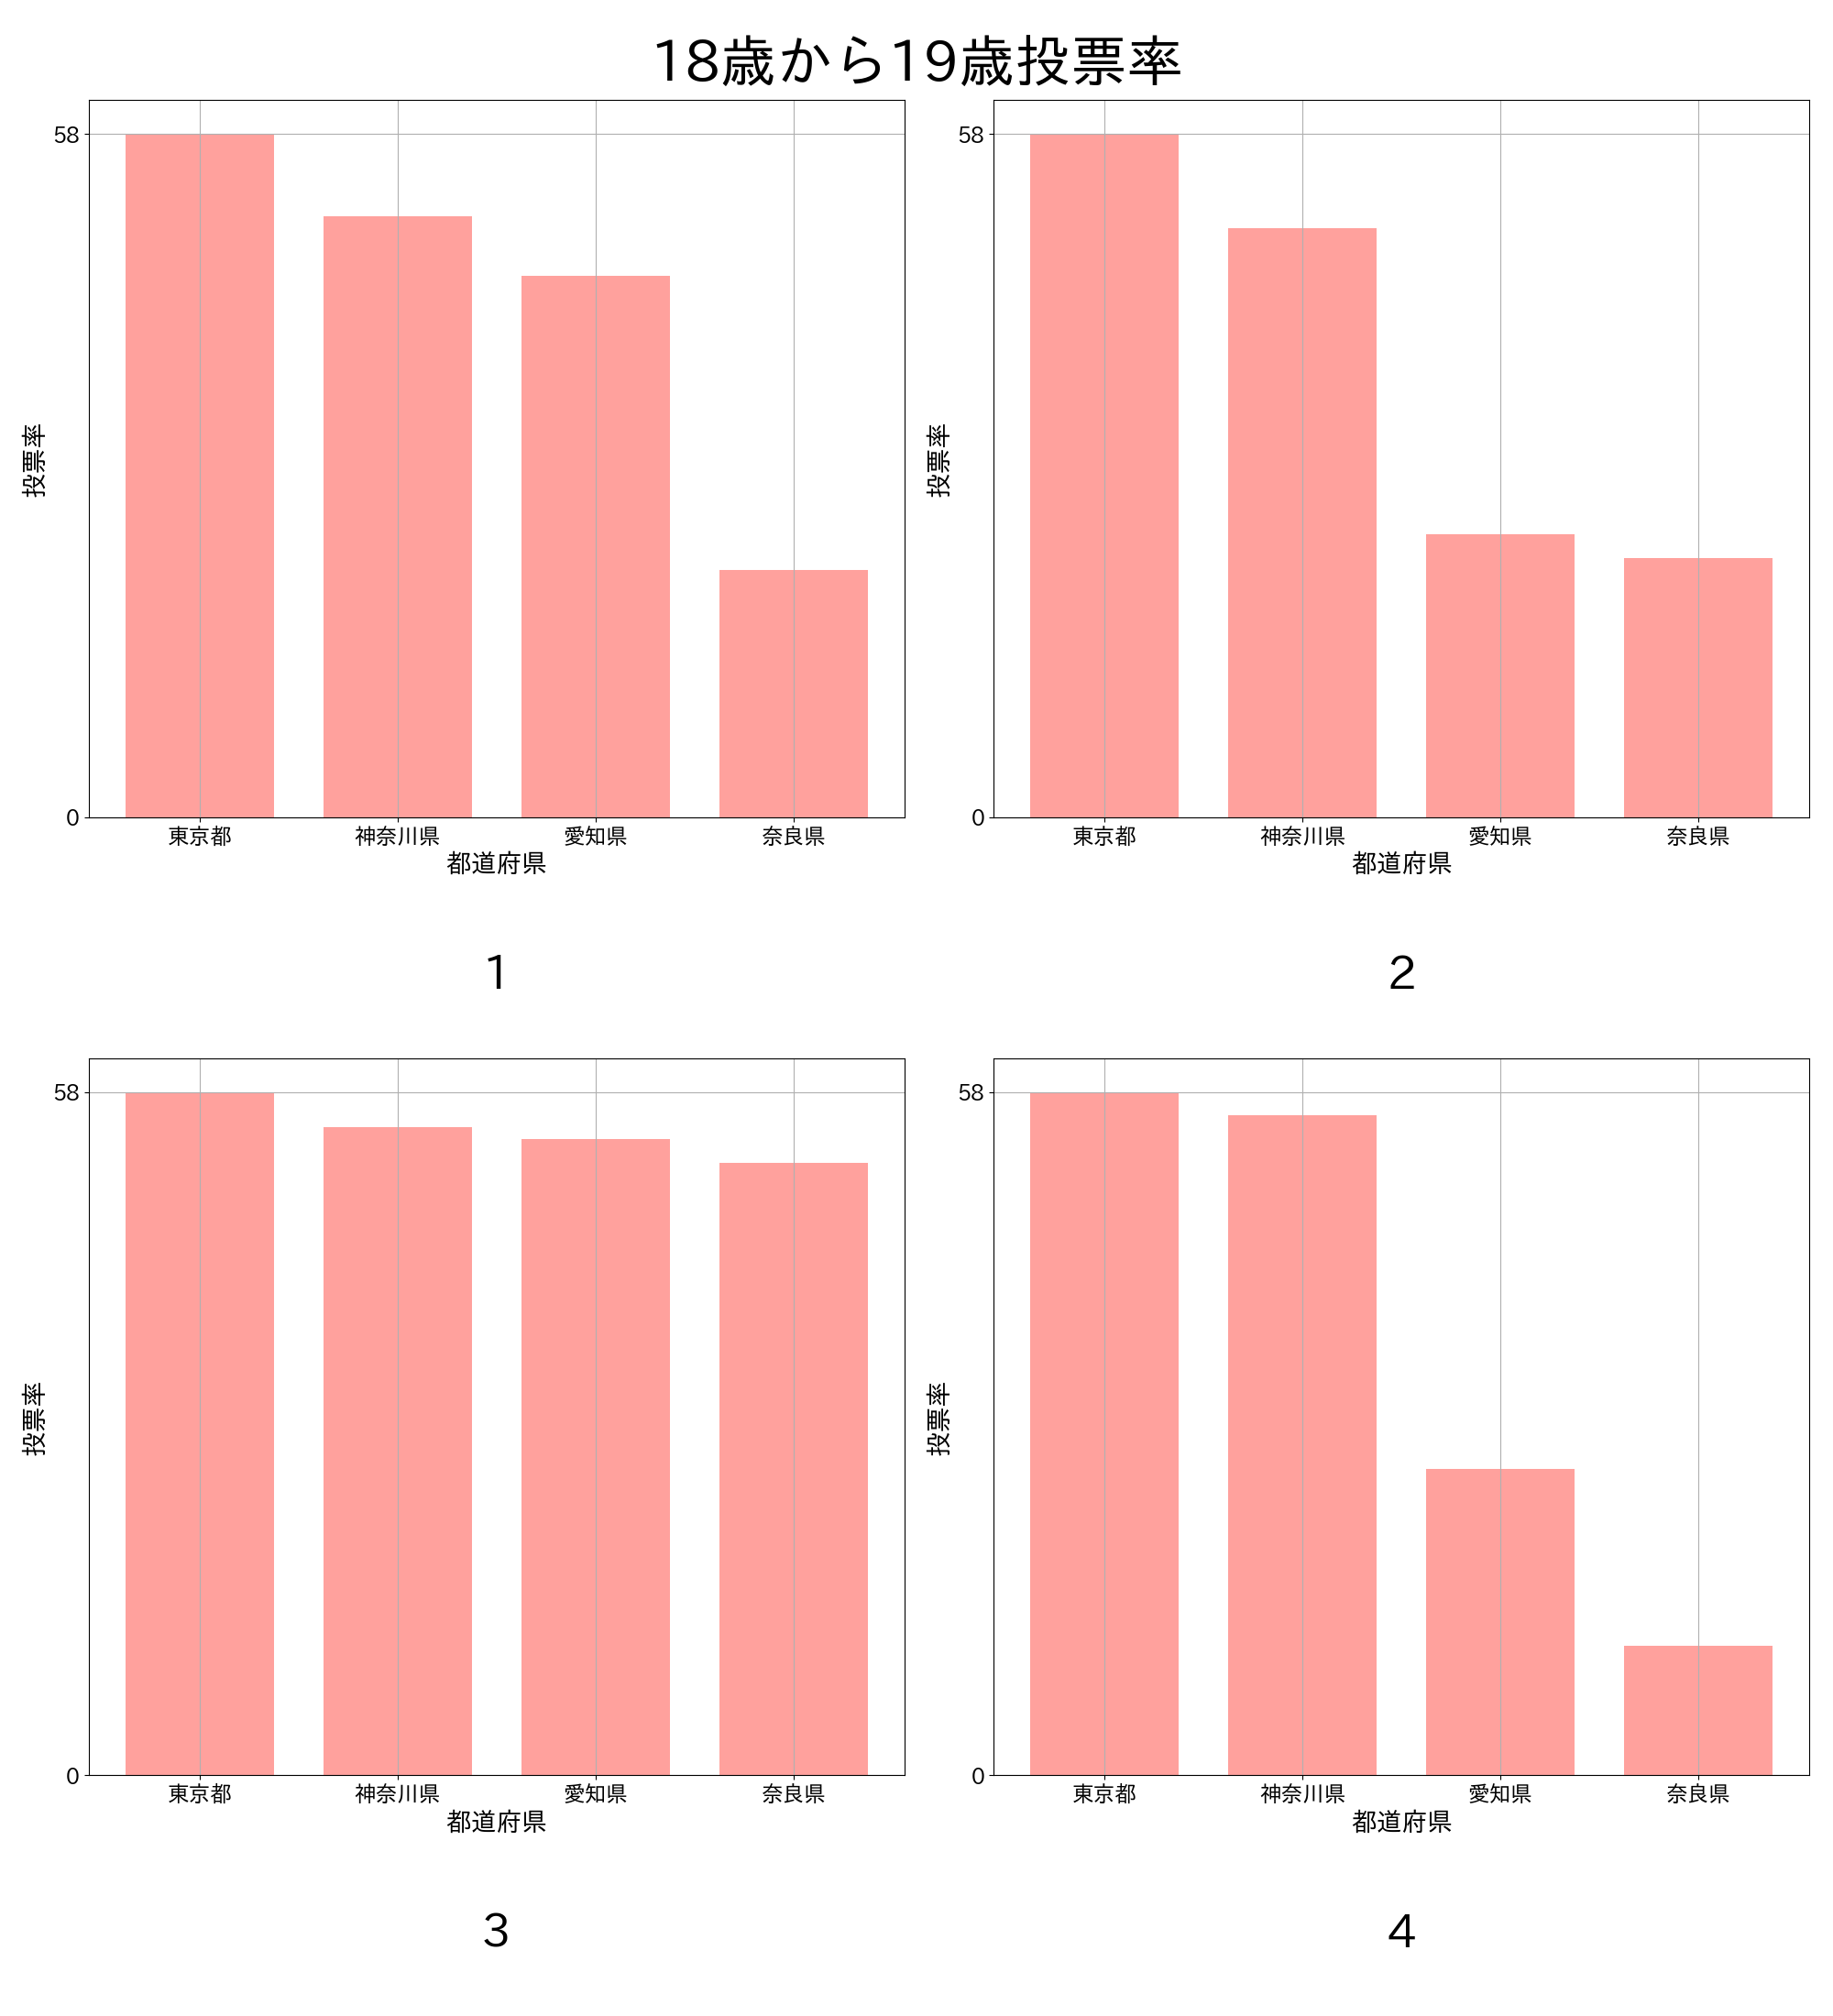 18歳から19歳投票率
58
0
投票率
東京都 神奈川県 愛知県 奈良県
都道府県
1
58
0
投票率
東京都 神奈川県 愛知県 奈良県
都道府県
2
58
0
投票率
東京都 神奈川県 愛知県 奈良県
都道府県
3
58
0
投票率
東京都 神奈川県 愛知県 奈良県
都道府県
4